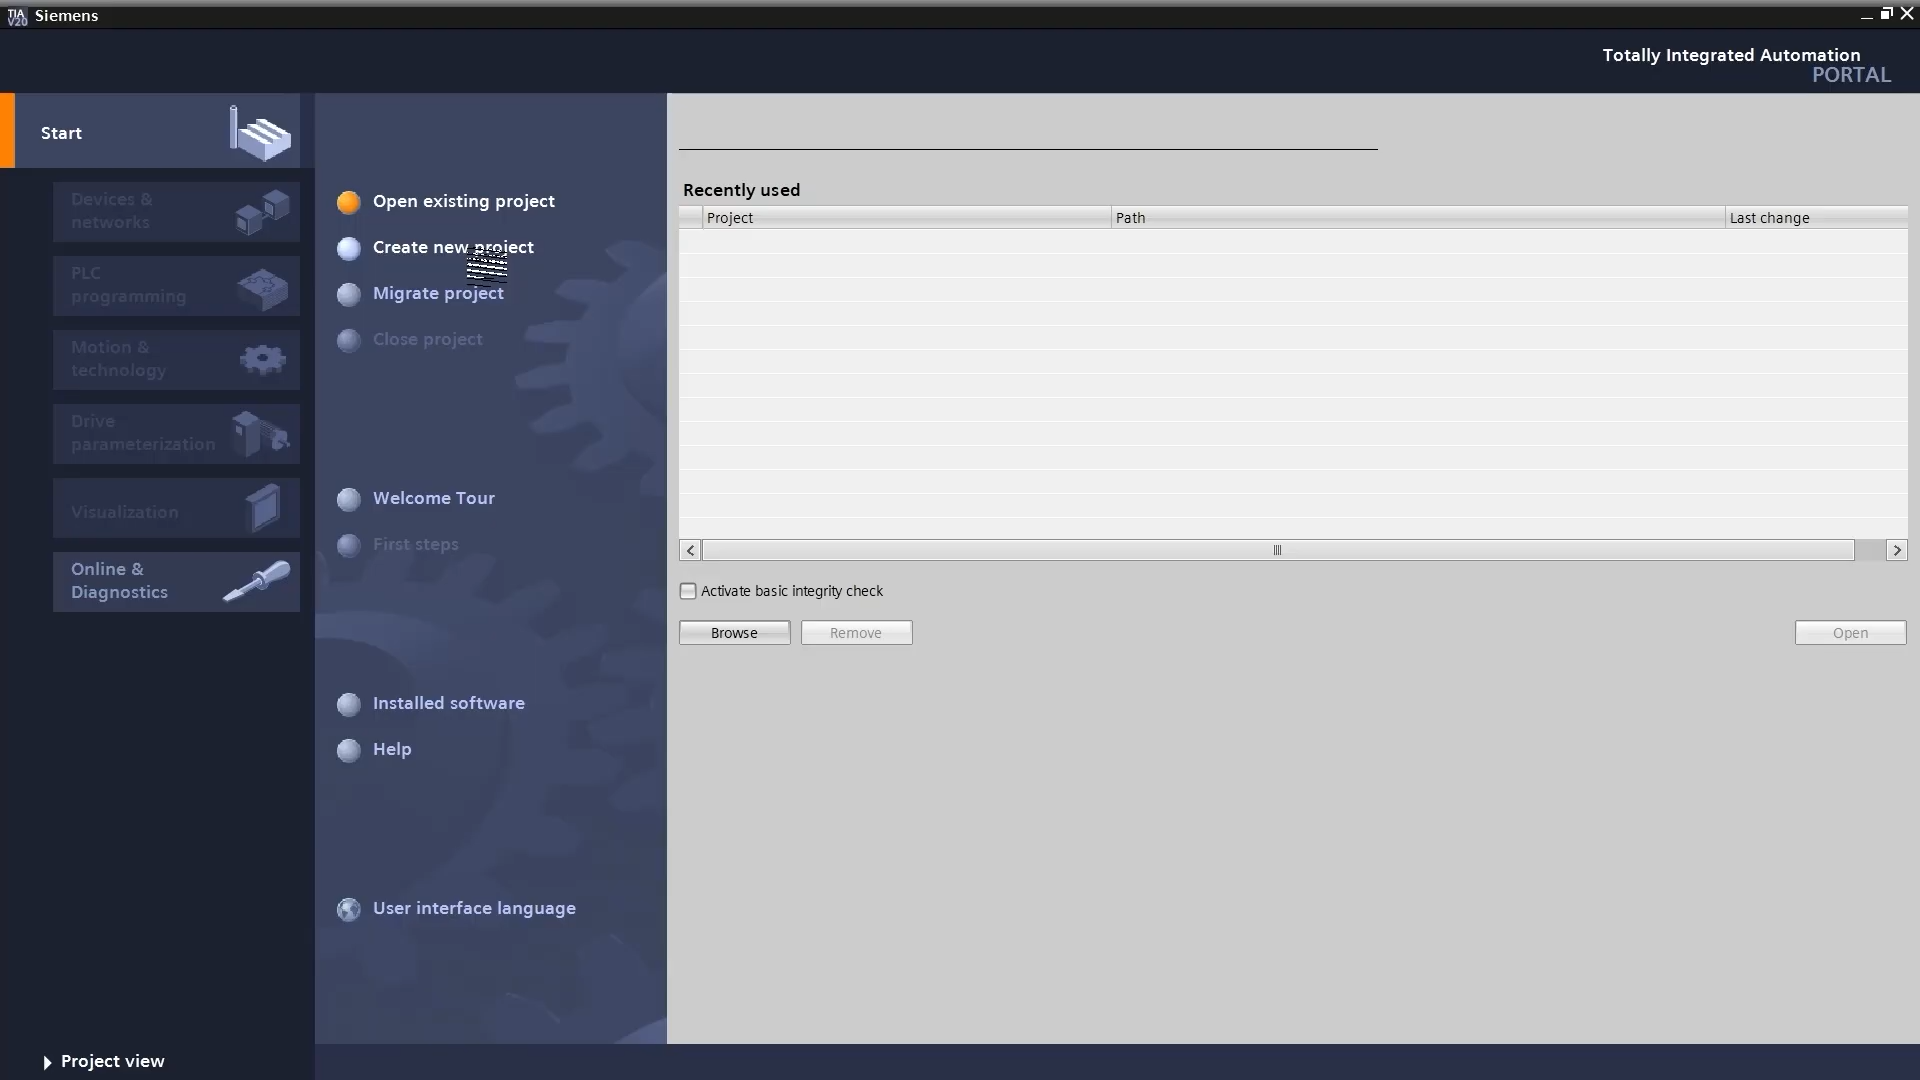 TIA
V20
Siemens
Totally Integrated Automation
PORTAL
Start
Devices &
networks
PLC
programming
Motion &
technology
Drive
parameterization
Visualization
Online &
Diagnostics
Open existing project
Create new project
Migrate project
Close project
Welcome Tour
First steps
Installed software
Help
User interface language
Recently used
Project Path Last change
Activate basic integrity check
Browse Remove Open
Project view